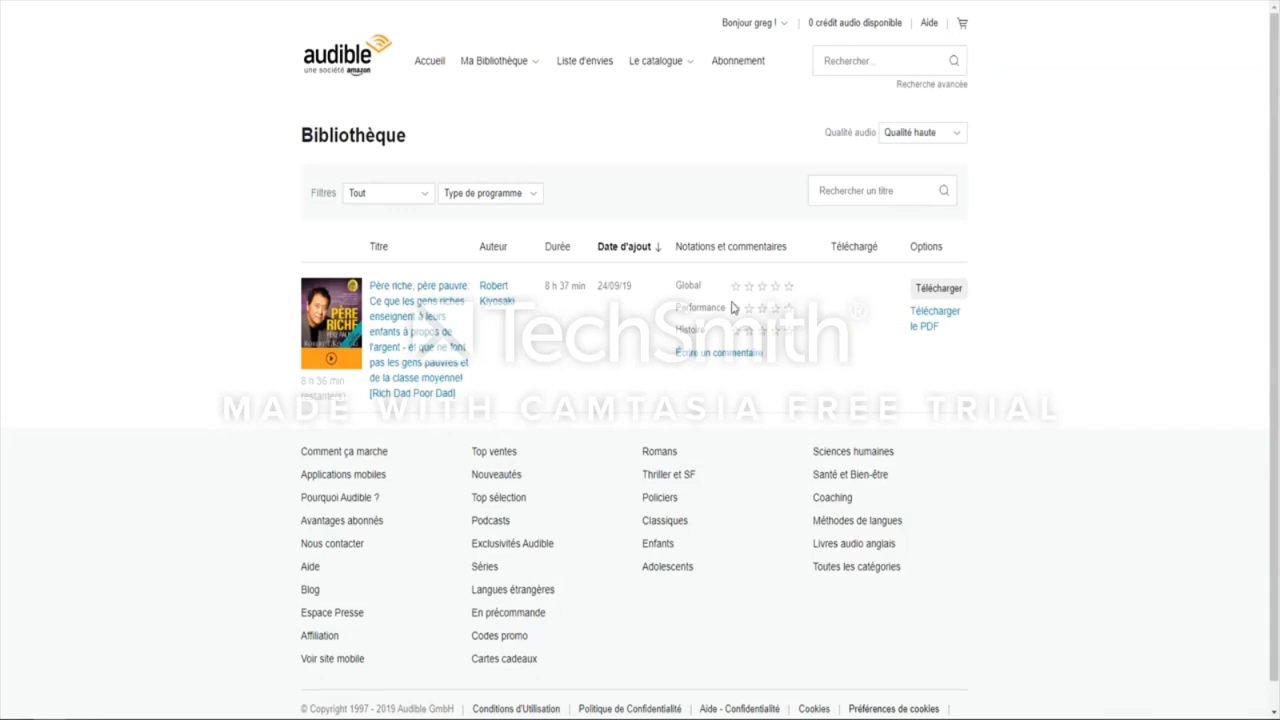 Bonjour greg ! | 0 crédit audio disponible | Aide |
audible
une société amazon
Accueil Ma Bibliothèque Liste d'envies Le catalogue Abonnement Rechercher...
Recherche avancée
Bibliothèque
Qualité audio Qualité haute
Filtres Tout Type de programme Rechercher un titre
Titre Auteur Durée Date d'ajout ↓ Notations et commentaires Téléchargé Options
PÈRE
RICHE
Père riche, père pauvre:
Ce que les gens riches
enseignent à leurs
enfants à propos de
l'argent - et que ne font
pas les gens pauvres et
de la classe moyenne!
[Rich Dad Poor Dad]
8 h 36 min
restante(s)
Robert
Kiyosaki
8 h 37 min
24/09/19
Global
Performance
Histoire
Écrire un commentaire
Télécharger
Télécharger
le PDF
TechSmith®
MADE WITH CAMTASIA FREE TRIAL
Comment ça marche Top ventes Romans Sciences humaines
Applications mobiles Nouveautés Thriller et SF Santé et Bien-être
Pourquoi Audible ? Top sélection Policiers Coaching
Avantages abonnés Podcasts Classiques Méthodes de langues
Nous contacter Exclusivités Audible Enfants Livres audio anglais
Aide Séries Adolescents Toutes les catégories
Blog Langues étrangères
Espace Presse En précommande
Affiliation Codes promo
Voir site mobile Cartes cadeaux
© Copyright 1997 - 2019 Audible GmbH | Conditions d'Utilisation | Politique de Confidentialité | Aide - Confidentialité | Cookies | Préférences de cookies |